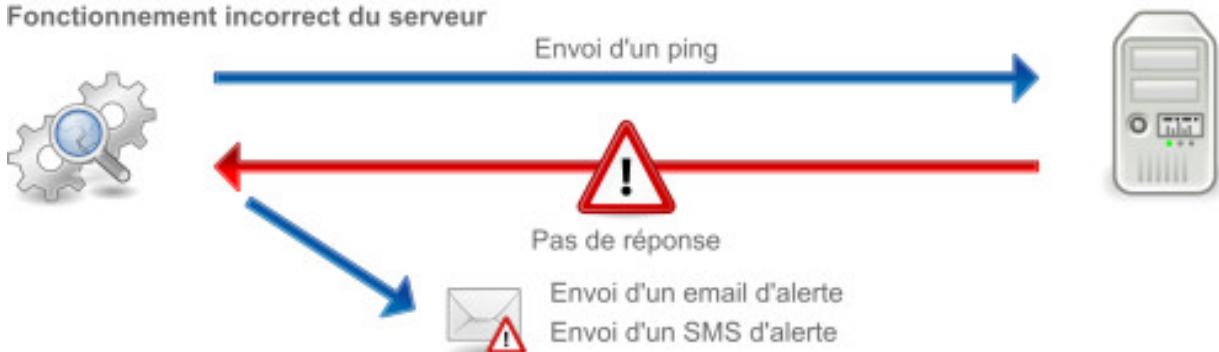 Fonctionnement incorrect du serveur
Envoi d'un ping
Pas de réponse
Envoi d'un email d'alerte
Envoi d'un SMS d'alerte